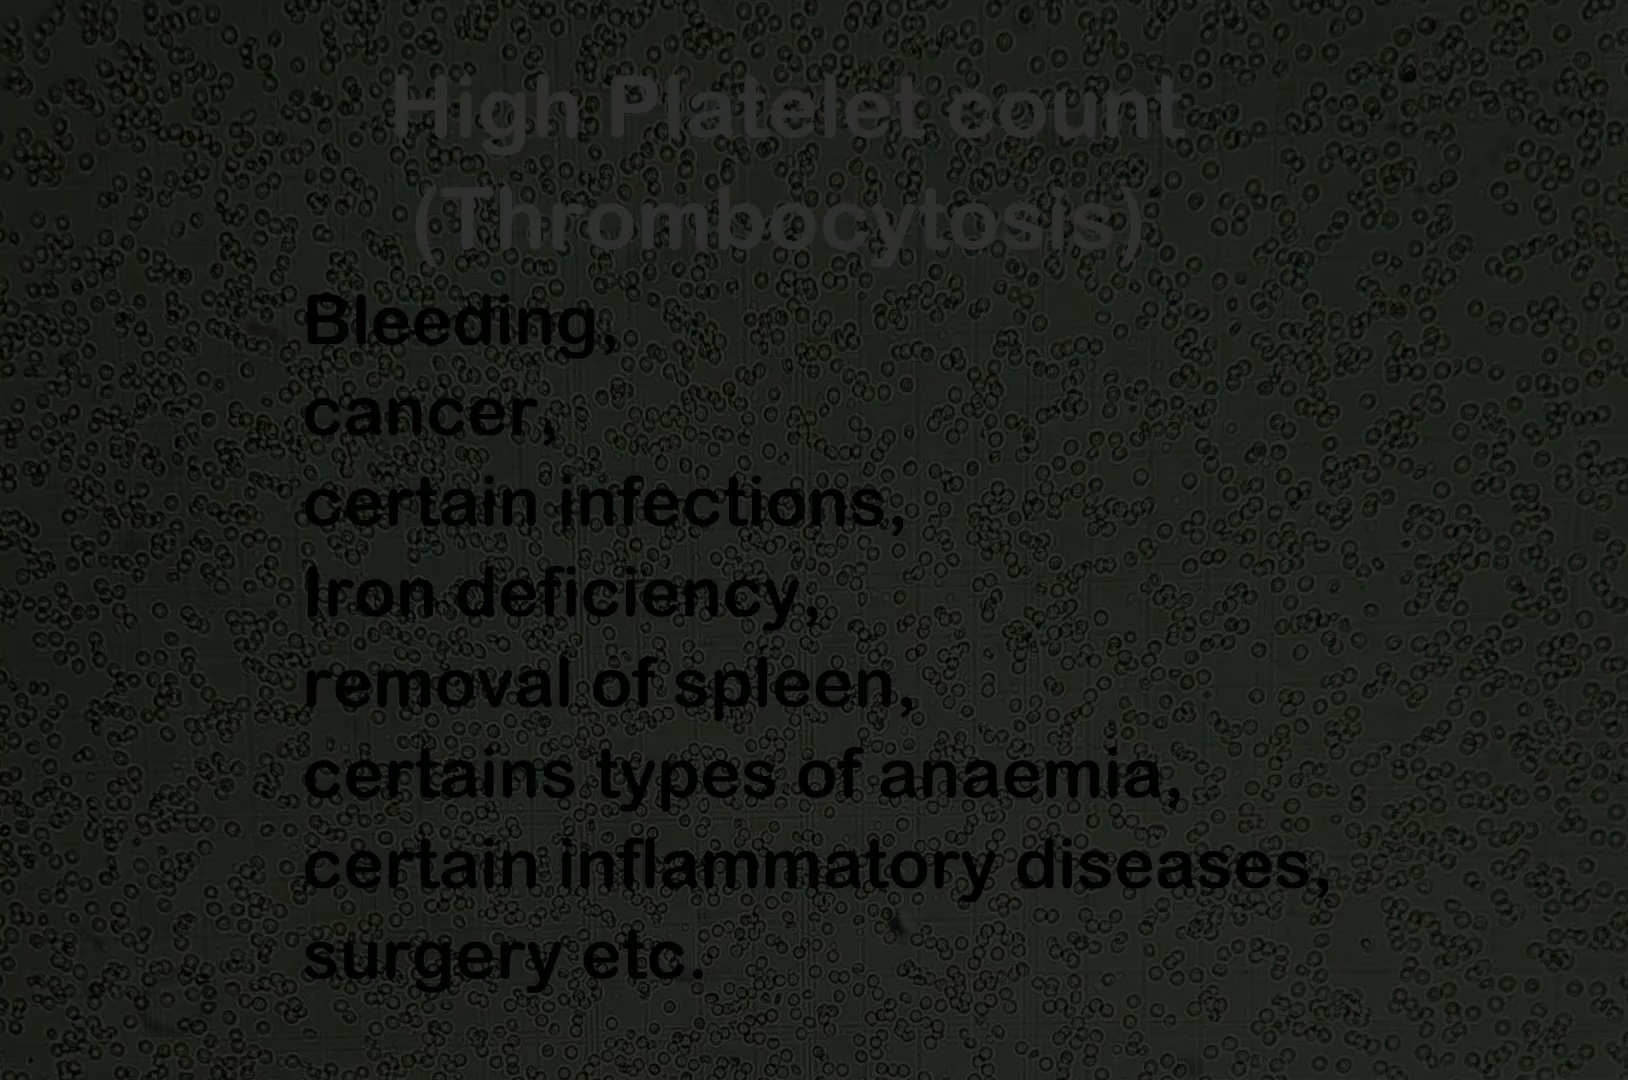 High Platelet count
(Thrombocytosis)
Bleeding,
cancer,
certain infections,
Iron deficiency,
removal of spleen,
certains types of anaemia,
certain inflammatory diseases,
surgery etc.